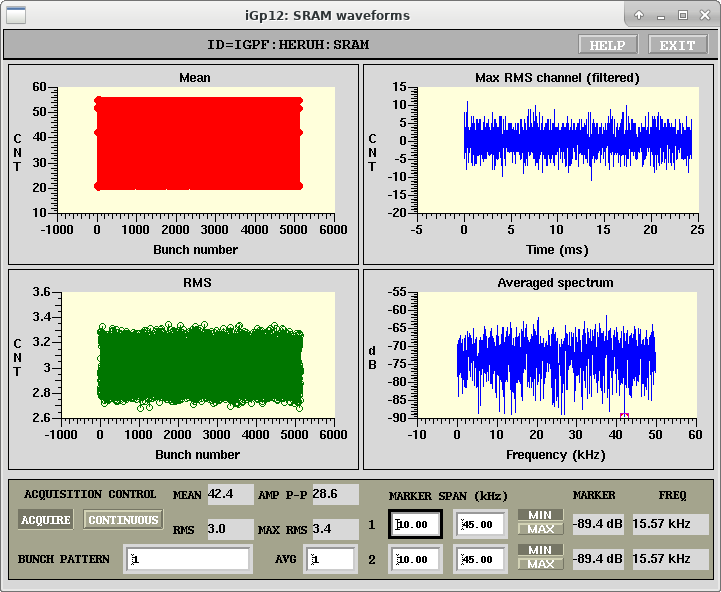 iGp12: SRAM waveforms
ID=IGPF:HERUH:SRAM HELP EXIT
Mean
60
50
40
30
20
10
CNT
-1000 0 1000 2000 3000 4000 5000 6000
Bunch number
Max RMS channel (filtered)
15
10
5
0
-5
-10
-15
-20
CNT
-5 0 5 10 15 20 25
Time (ms)
RMS
3.6
3.4
3.2
3
2.8
2.6
CNT
-1000 0 1000 2000 3000 4000 5000 6000
Bunch number
Averaged spectrum
-55
-60
-65
-70
-75
-80
-85
-90
dB
-10 0 10 20 30 40 50 60
Frequency (kHz)
ACQUISITION CONTROL MEAN 42.4 AMP P-P 28.6 MARKER SPAN (kHz) MARKER FREQ
ACQUIRE CONTINUOUS RMS 3.0 MAX RMS 3.4 1 10.00 45.00 MIN MAX -89.4 dB 15.57 kHz
BUNCH PATTERN 1 AVG 1 2 10.00 45.00 MIN MAX -89.4 dB 15.57 kHz